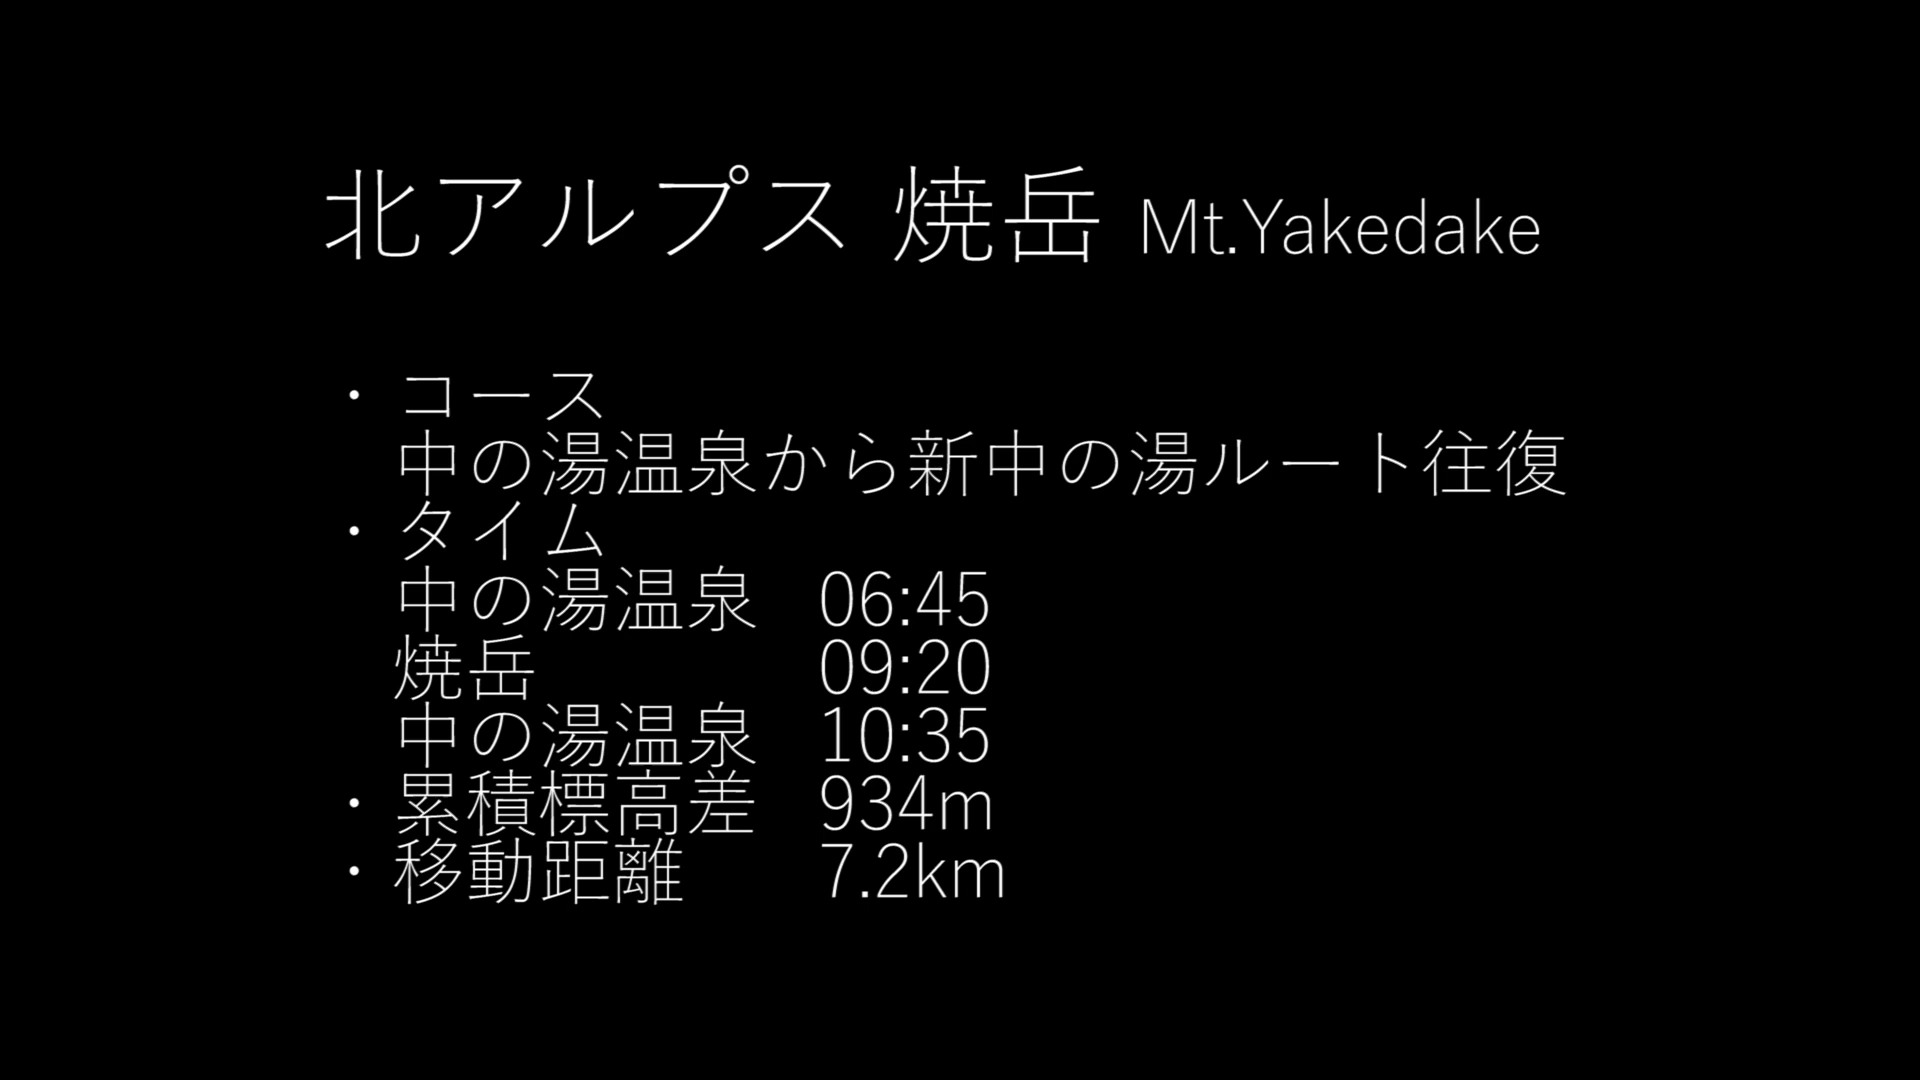 北アルプス 焼岳 Mt.Yakedake
・コース
中の湯温泉から新中の湯ルート往復
・タイム
中の湯温泉 06:45
焼岳 09:20
中の湯温泉 10:35
・累積標高差 934m
・移動距離 7.2km